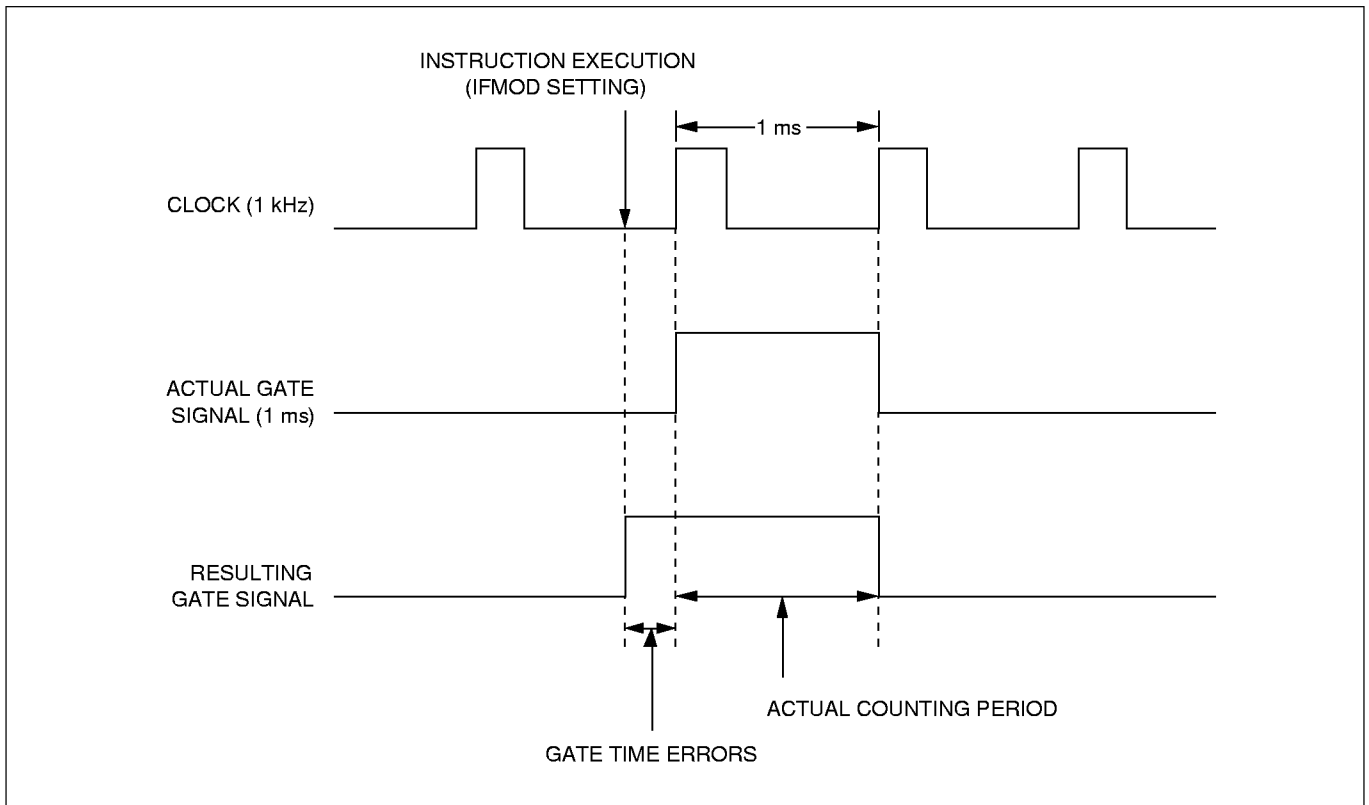 INSTRUCTION EXECUTION
(IFMOD SETTING)
1 ms
CLOCK (1 kHz)
ACTUAL GATE
SIGNAL (1 ms)
RESULTING
GATE SIGNAL
ACTUAL COUNTING PERIOD
GATE TIME ERRORS